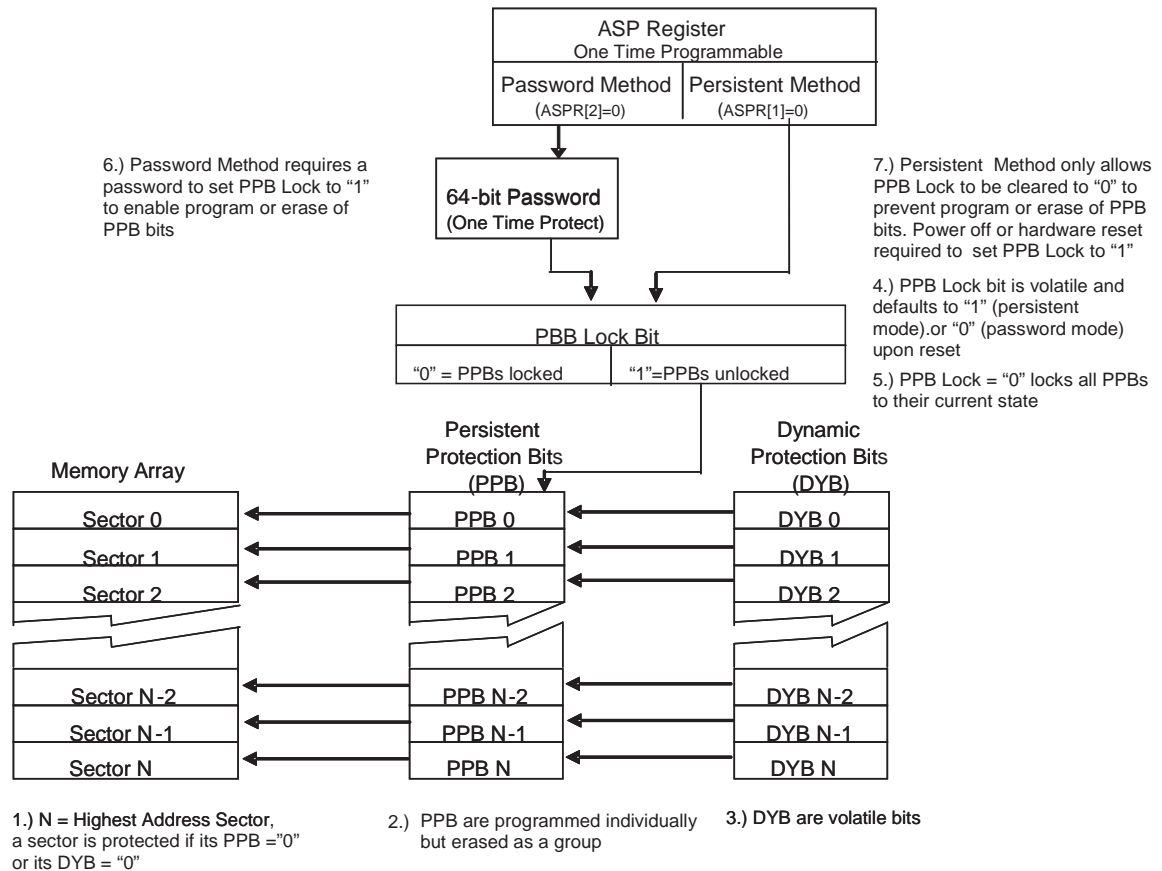 ASP Register
One Time Programmable
Password Method
(ASPR[2]=0)
Persistent Method
(ASPR[1]=0)
6.) Password Method requires a
password to set PPB Lock to “1”
to enable program or erase of
PPB bits
64-bit Password
(One Time Protect)
7.) Persistent Method only allows
PPB Lock to be cleared to “0” to
prevent program or erase of PPB
bits. Power off or hardware reset
required to set PPB Lock to “1”
4.) PPB Lock bit is volatile and
defaults to “1” (persistent
mode).or “0” (password mode)
upon reset
5.) PPB Lock = “0” locks all PPBs
to their current state
PBB Lock Bit
“0” = PPBs locked
“1”=PPBs unlocked
Memory Array
Persistent
Protection Bits
(PPB)
Dynamic
Protection Bits
(DYB)
Sector 0
PPB 0
DYB 0
Sector 1
PPB 1
DYB 1
Sector 2
PPB 2
DYB 2
Sector N-2
PPB N-2
DYB N-2
Sector N-1
PPB N-1
DYB N-1
Sector N
PPB N
DYB N
1.) N = Highest Address Sector,
a sector is protected if its PPB =”0”
or its DYB = “0”
2.) PPB are programmed individually
but erased as a group
3.) DYB are volatile bits